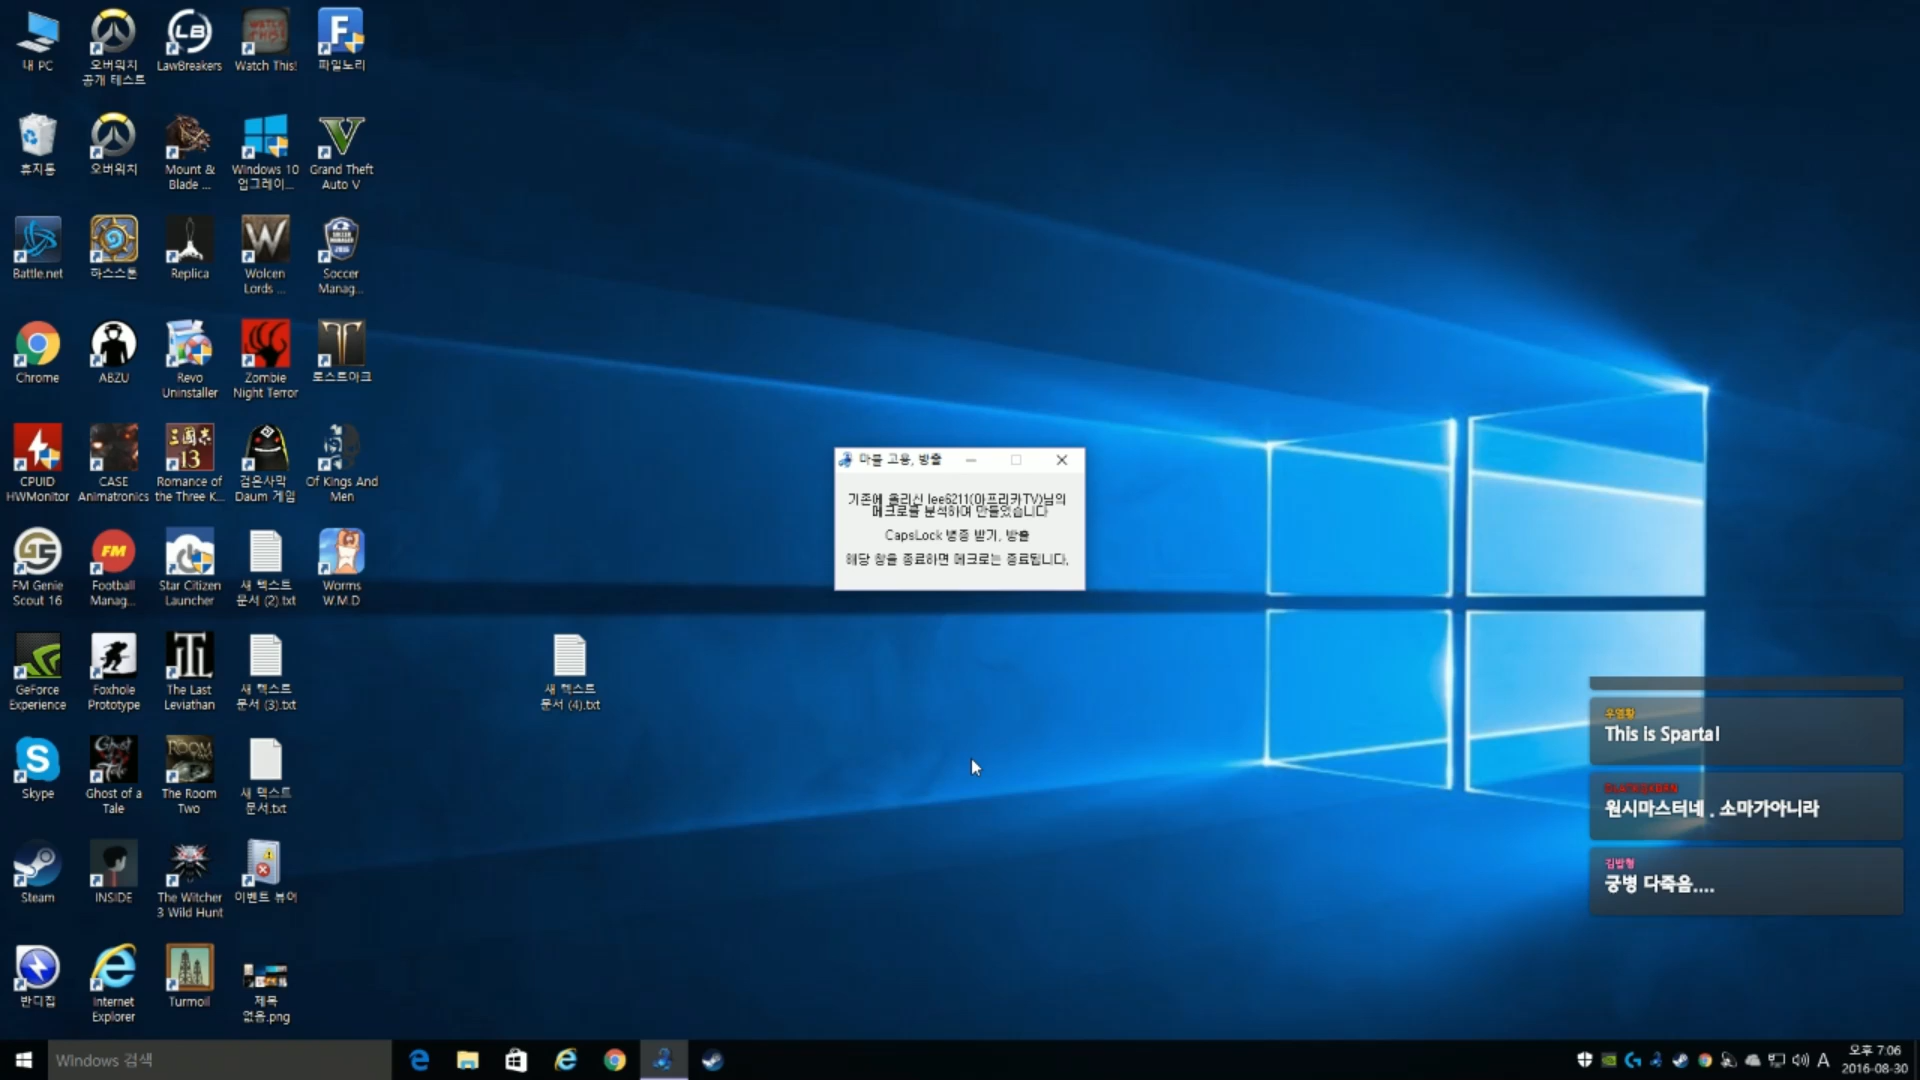 내 PC
오버워치
공개 테스트
LawBreakers
Watch This!
파일노리
휴지통
오버워치
Mount &
Blade ...
Windows 10
업그레이...
Grand Theft
Auto V
Battle.net
하스스톤
Replica
Wolcen
Lords ...
Soccer
Manag...
Chrome
ABZU
Revo
Uninstaller
Zombie
Night Terror
로스트아크
CPUID
HWMonitor
CASE
Animatronics
Romance of
the Three K...
검은사막
Daum 게임
Of Kings And
Men
FM Genie
Scout 16
Football
Manag...
Star Citizen
Launcher
새 텍스트
문서 (2).txt
Worms
W.M.D
GeForce
Experience
Foxhole
Prototype
The Last
Leviathan
새 텍스트
문서 (3).txt
새 텍스트
문서 (4).txt
Skype
Ghost of a
Tale
The Room
Two
새 텍스트
문서.txt
Steam
INSIDE
The Witcher
3 Wild Hunt
이벤트 뷰어
반디집
Internet
Explorer
Turmoil
제목
없음.png
마을 고용, 방출
기존에 올리신 lee6211(아프리카TV)님의
메크로를 분석하여 만들었습니다
CapsLock 병종 받기, 방출
해당 창을 종료하면 메크로는 종료됩니다.
This is Sparta!
원시마스터네 . 소마가아니라
김밥형
궁병 다죽음....
Windows 검색
A
오후 7:06
2016-08-30